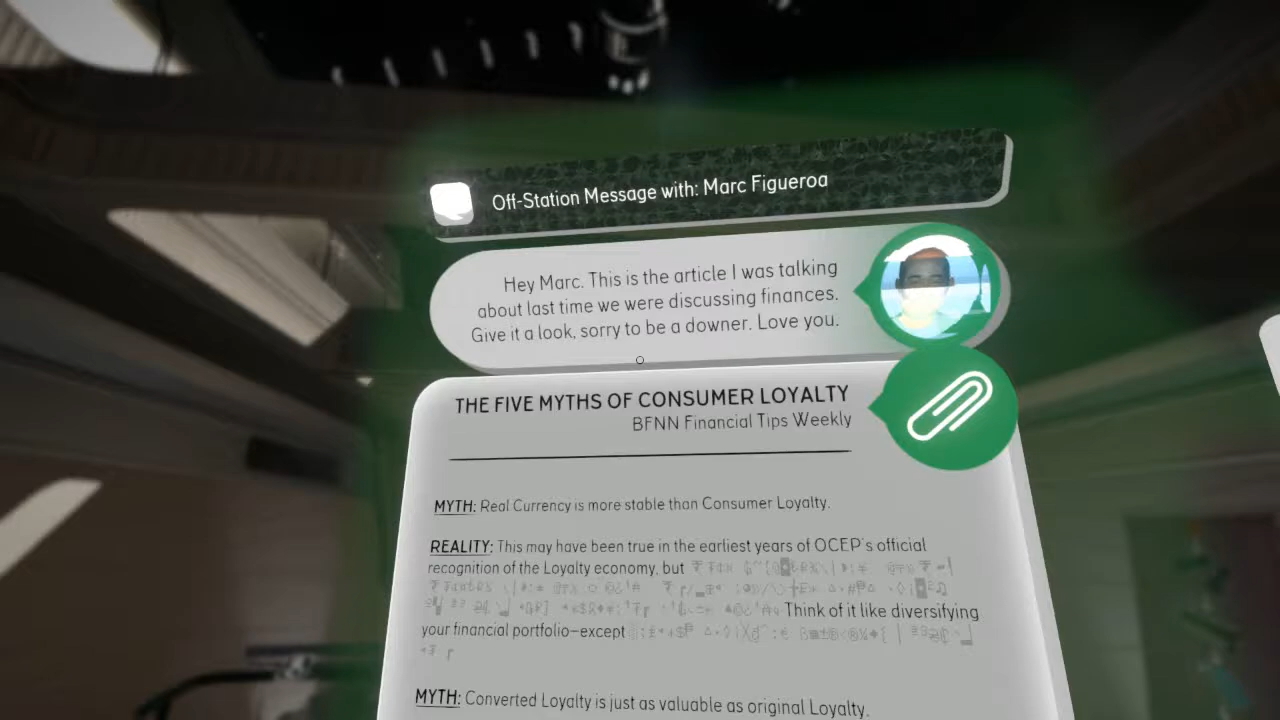 Off-Station Message with: Marc Figueroa
Hey Marc. This is the article I was talking
about last time we were discussing finances.
Give it a look, sorry to be a downer. Love you.
THE FIVE MYTHS OF CONSUMER LOYALTY
BFNN Financial Tips Weekly
MYTH: Real Currency is more stable than Consumer Loyalty.
REALITY: This may have been true in the earliest years of OCEP's official
recognition of the Loyalty economy, but
Think of it like diversifying
your financial portfolio—except
MYTH: Converted Loyalty is just as valuable as original Loyalty.